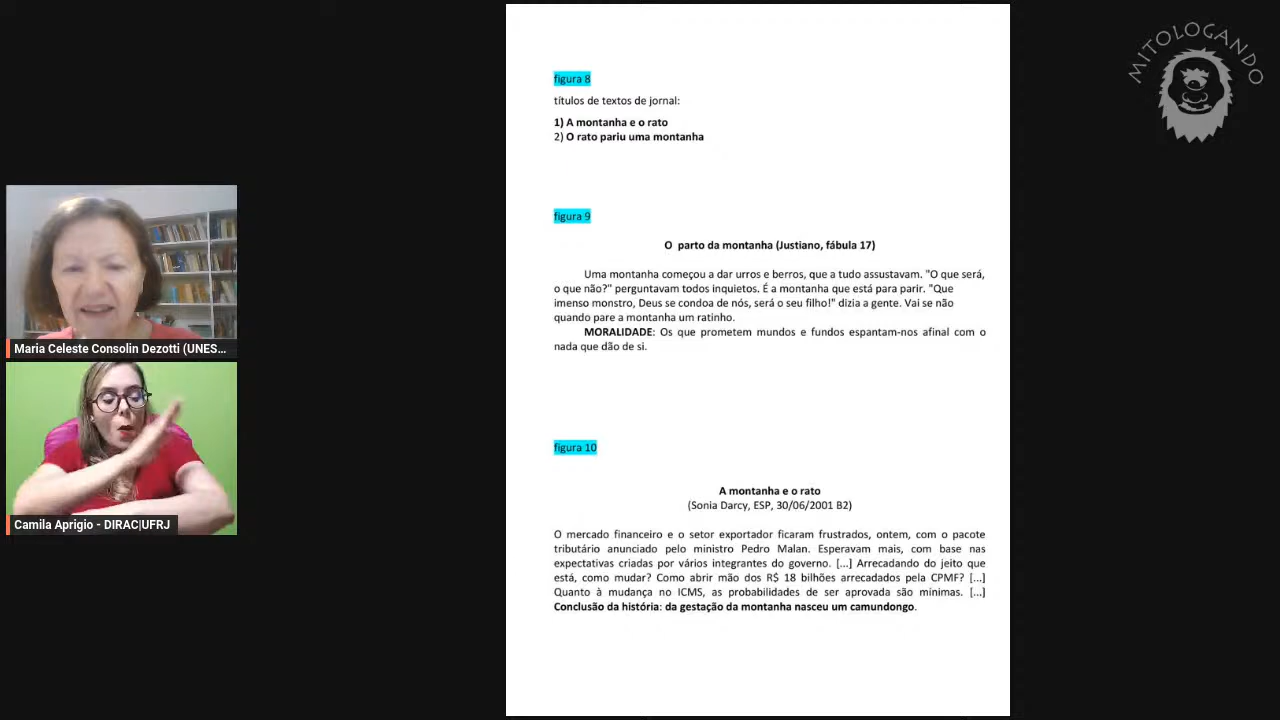 MITOLOGANDO
figura 8
títulos de textos de jornal:
1) A montanha e o rato
2) O rato pariu uma montanha
figura 9
O parto da montanha (Justiano, fábula 17)
Uma montanha começou a dar urros e berros, que a tudo assustavam. "O que será,
o que não?" perguntavam todos inquietos. É a montanha que está para parir. "Que
imenso monstro, Deus se condoa de nós, será o seu filho!" dizia a gente. Vai se não
quando pare a montanha um ratinho.
MORALIDADE: Os que prometem mundos e fundos espantam-nos afinal com o
nada que dão de si.
figura 10
A montanha e o rato
(Sonia Darcy, ESP, 30/06/2001 B2)
O mercado financeiro e o setor exportador ficaram frustrados, ontem, com o pacote
tributário anunciado pelo ministro Pedro Malan. Esperavam mais, com base nas
expectativas criadas por vários integrantes do governo. [...] Arrecadando do jeito que
está, como mudar? Como abrir mão dos R$ 18 bilhões arrecadados pela CPMF? [...]
Quanto à mudança no ICMS, as probabilidades de ser aprovada são mínimas. [...]
Conclusão da história: da gestação da montanha nasceu um camundongo.
Maria Celeste Consolin Dezotti (UNES...
Camila Aprigio - DIRAC|UFRJ